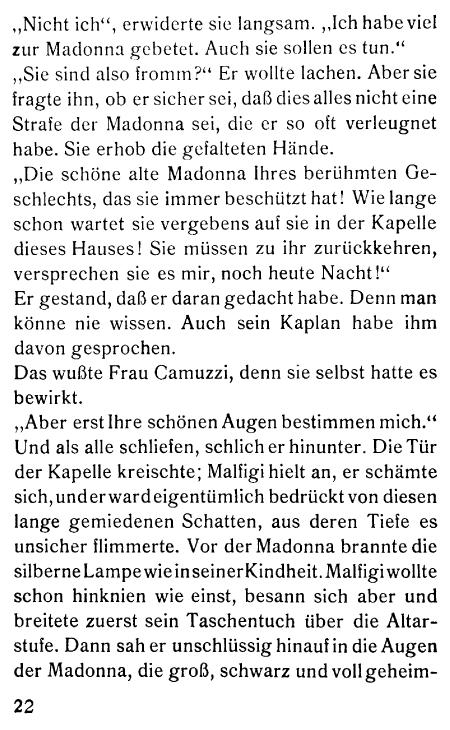 „Nicht ich“, erwiderte sie langsam. „Ich habe viel
zur Madonna gebetet. Auch sie sollen es tun.“
„Sie sind also fromm?“ Er wollte lachen. Aber sie
fragte ihn, ob er sicher sei, daß dies alles nicht eine
Strafe der Madonna sei, die er so oft verleugnet
habe. Sie erhob die gefalteten Hände.
„Die schöne alte Madonna Ihres berühmten Ge-
schlechts, das sie immer beschützt hat! Wie lange
schon wartet sie vergebens auf sie in der Kapelle
dieses Hauses! Sie müssen zu ihr zurückkehren,
versprechen sie es mir, noch heute Nacht!“
Er gestand, daß er daran gedacht habe. Denn man
könne nie wissen. Auch sein Kaplan habe ihm
davon gesprochen.
Das wußte Frau Camuzzi, denn sie selbst hatte es
bewirkt.
„Aber erst Ihre schönen Augen bestimmen mich.“
Und als alle schliefen, schlich er hinunter. Die Tür
der Kapelle kreischte; Malfigi hielt an, er schämte
sich, und er ward eigentümlich bedrückt von diesen
lange gemiedenen Schatten, aus deren Tiefe es
unsicher flimmerte. Vor der Madonna brannte die
silberne Lampe wie in seiner Kindheit. Malfigi wollte
schon hinknien wie einst, besann sich aber und
breitete zuerst sein Taschentuch über die Altar-
stufe. Dann sah er unschlüssig hinauf in die Augen
der Madonna, die groß, schwarz und voll geheim-
22